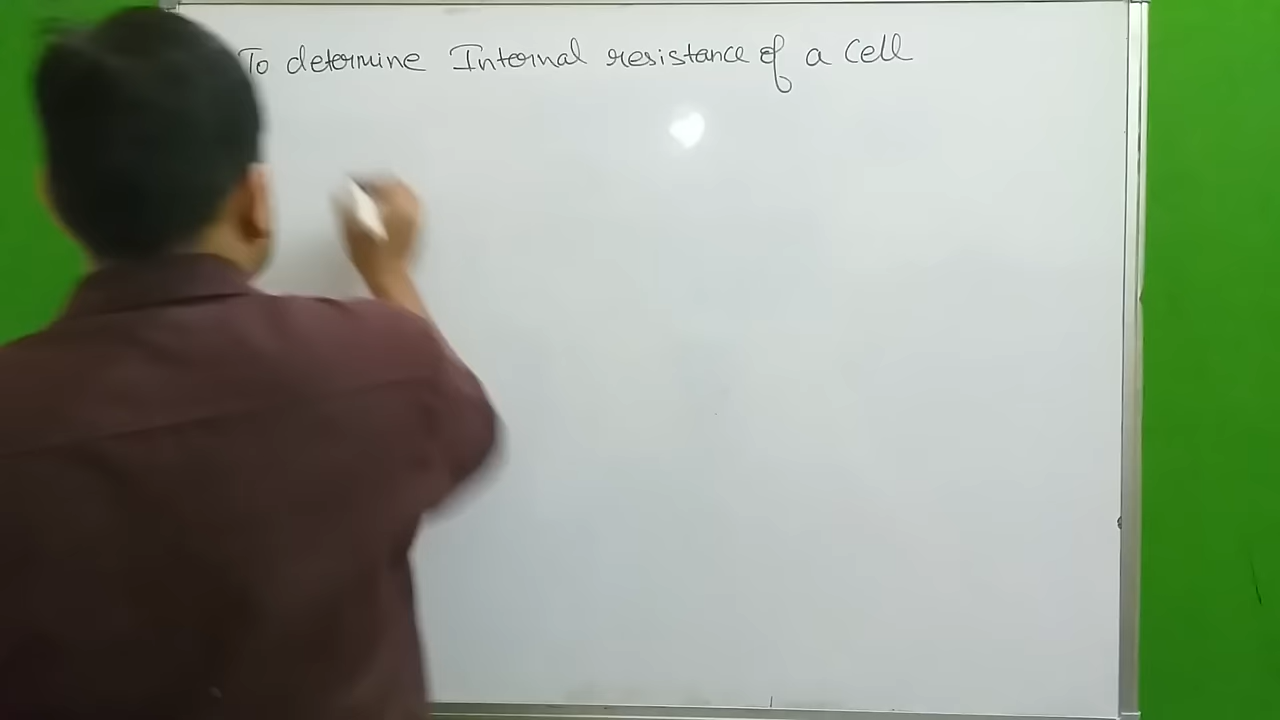 To determine Internal resistance of a cell